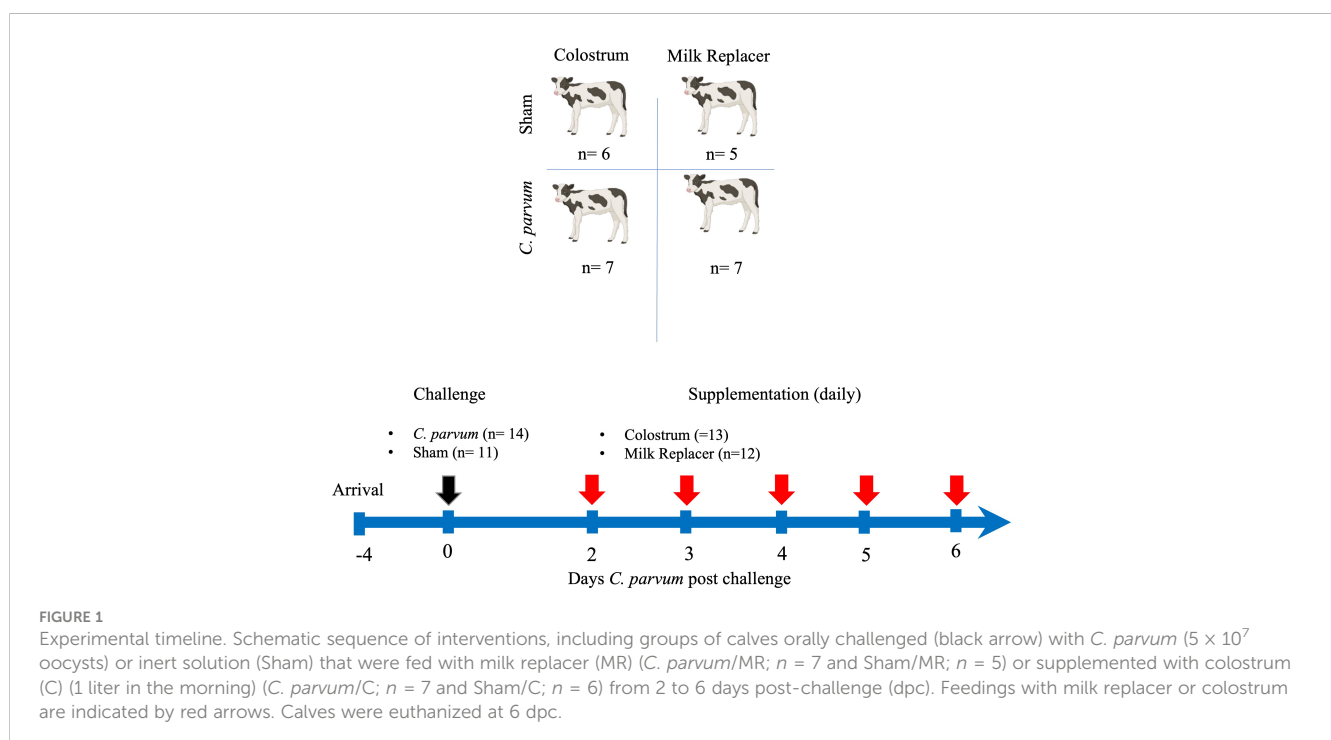 Colostrum Milk Replacer
Sham
n= 6 n= 5
C. parvum
n= 7 n= 7
Challenge Supplementation (daily)
• C. parvum (n= 14)
• Sham (n= 11)
• Colostrum (=13)
• Milk Replacer (n=12)
Arrival
-4 0 2 3 4 5 6
Days C. parvum post challenge
FIGURE 1
Experimental timeline. Schematic sequence of interventions, including groups of calves orally challenged (black arrow) with C. parvum (5 × 10⁷
oocysts) or inert solution (Sham) that were fed with milk replacer (MR) (C. parvum/MR; n = 7 and Sham/MR; n = 5) or supplemented with colostrum
(C) (1 liter in the morning) (C. parvum/C; n = 7 and Sham/C; n = 6) from 2 to 6 days post-challenge (dpc). Feedings with milk replacer or colostrum
are indicated by red arrows. Calves were euthanized at 6 dpc.